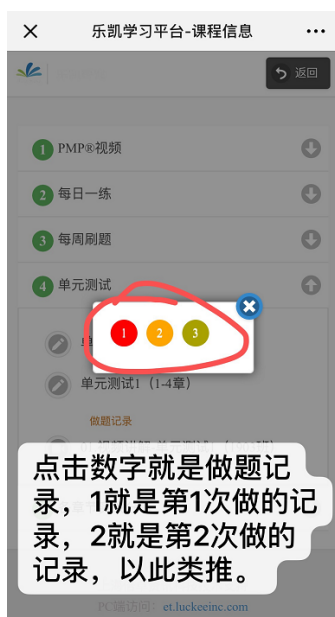 乐凯学习平台-课程信息
返回
1 PMP®视频
2 每日一练
3 每周刷题
4 单元测试
1 2 3
单元测试1（1-4章）
做题记录
点击数字就是做题记
录，1就是第1次做的记
录，2就是第2次做的
记录，以此类推。
PC端访问：et.luckeeinc.com